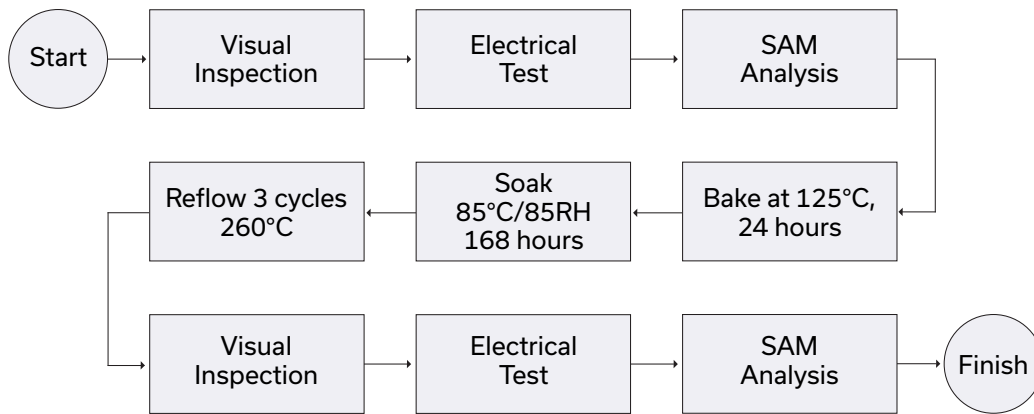 Start
Visual
Inspection
Electrical
Test
SAM
Analysis
Bake at 125°C,
24 hours
Soak
85°C/85RH
168 hours
Reflow 3 cycles
260°C
Visual
Inspection
Electrical
Test
SAM
Analysis
Finish